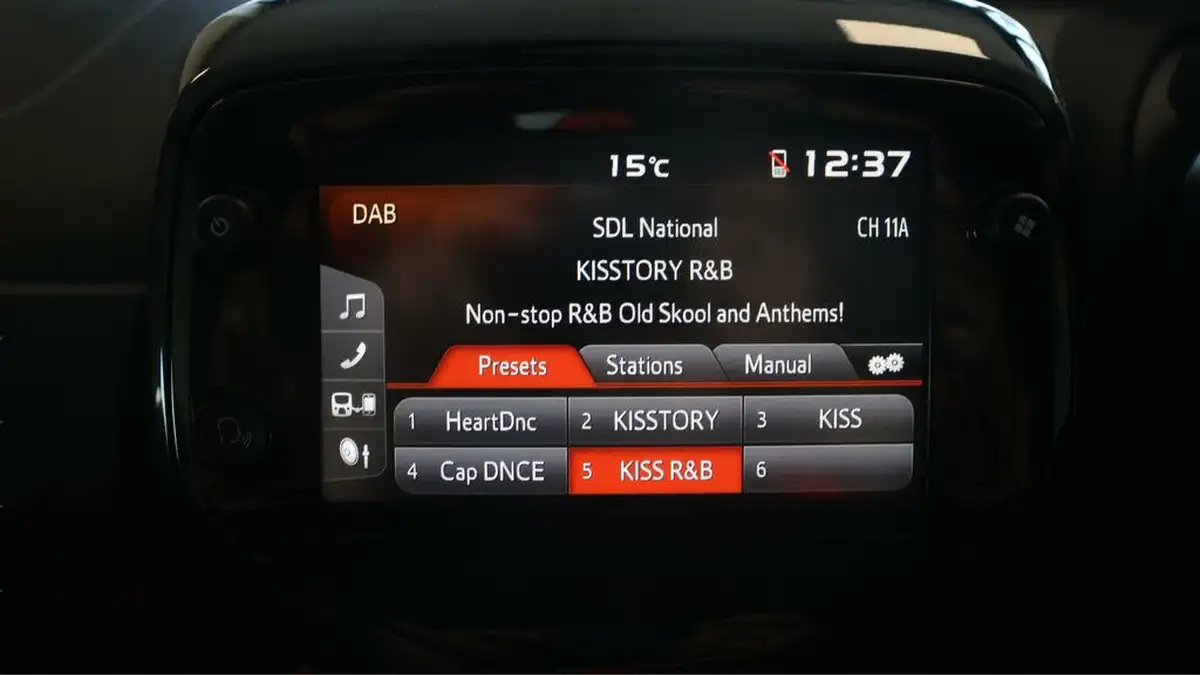 15℃ 12:37
DAB SDL National CH 11A
KISSTORY R&B
Non-stop R&B Old Skool and Anthems!
Presets Stations Manual
1 HeartDnc 2 KISSTORY 3 KISS
4 Cap DNCE 5 KISS R&B 6